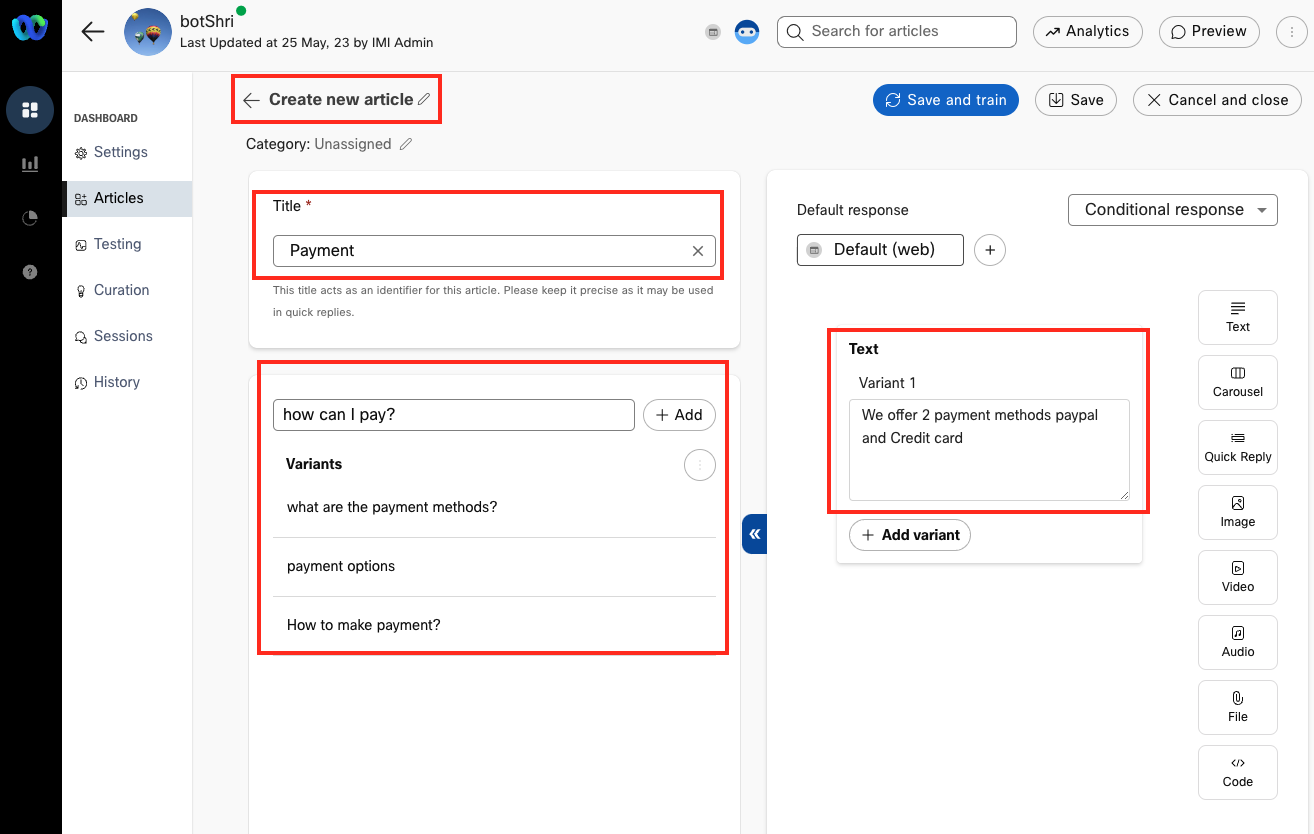 botShri
Last Updated at 25 May, 23 by IMI Admin
Search for articles
Analytics
Preview
DASHBOARD
Settings
Articles
Testing
Curation
Sessions
History
Create new article
Save and train
Save
Cancel and close
Category: Unassigned
Title *
Payment
This title acts as an identifier for this article. Please keep it precise as it may be used
in quick replies.
how can I pay?
Add
Variants
what are the payment methods?
payment options
How to make payment?
Default response
Conditional response
Default (web)
Text
Variant 1
We offer 2 payment methods paypal
and Credit card
Add variant
Text
Carousel
Quick Reply
Image
Video
Audio
File
Code